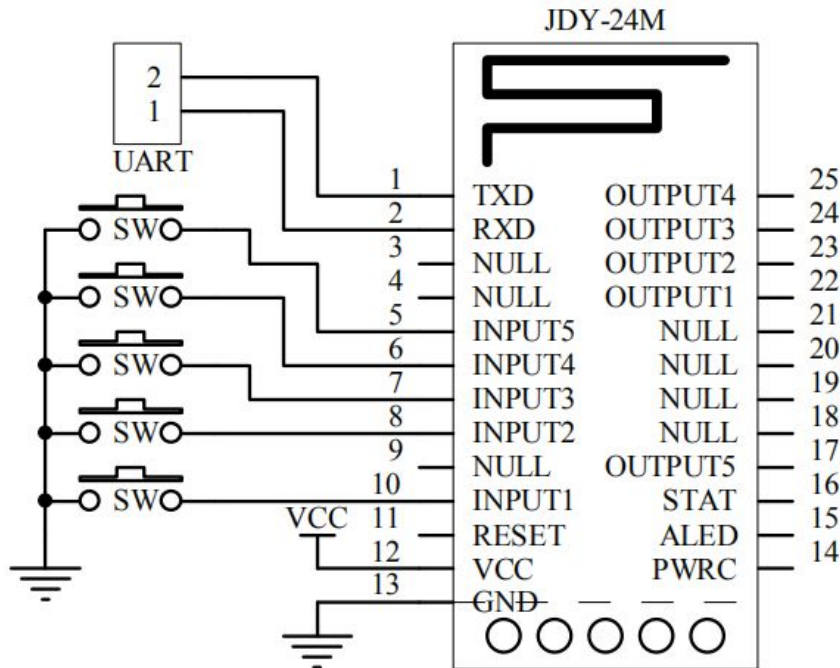 JDY-24M
2
1
UART
SW
SW
SW
SW
SW
VCC
1 TXD OUTPUT4 25
2 RXD OUTPUT3 24
3 NULL OUTPUT2 23
4 NULL OUTPUT1 22
5 INPUT5 NULL 21
6 INPUT4 NULL 20
7 INPUT3 NULL 19
8 INPUT2 NULL 18
9 NULL OUTPUT5 17
10 INPUT1 STAT 16
11 RESET ALED 15
12 VCC PWRC 14
13 GND